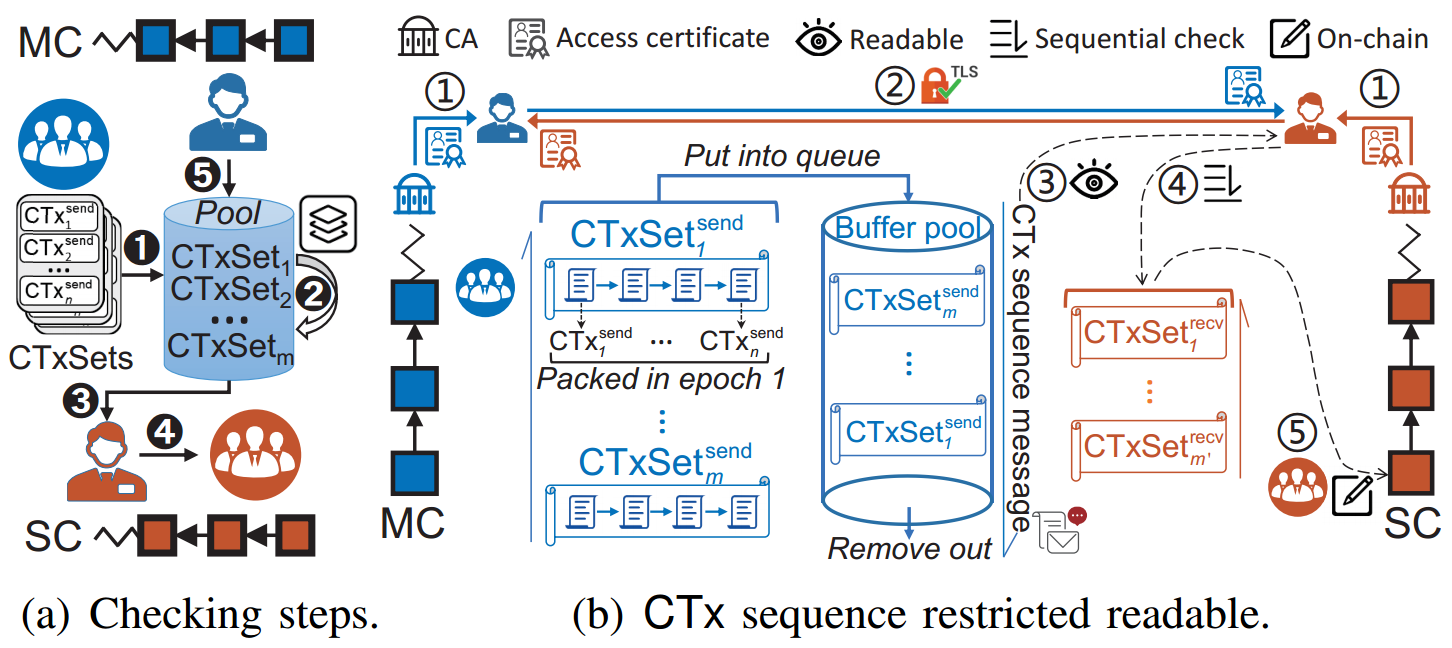 MC
❺
Pool
CTx₁^send
CTx₂^send
...
CTxₙ^send
❶
CTxSet₁
CTxSet₂
...
CTxSetₘ
❷
CTxSets
❸
❹
SC
(a) Checking steps.
CA
Access certificate
Readable
Sequential check
On-chain
①
② TLS
①
Put into queue
③
④
CTxSet₁^send
Buffer pool
CTxSetₘ^send
CTx₁^send ... CTxₙ^send
Packed in epoch 1
...
CTxSet₁^send
CTxSetₘ^send
Remove out
MC
CTx sequence message
CTxSet₁^recv
...
CTxSetₘ'^recv
⑤
SC
(b) CTx sequence restricted readable.